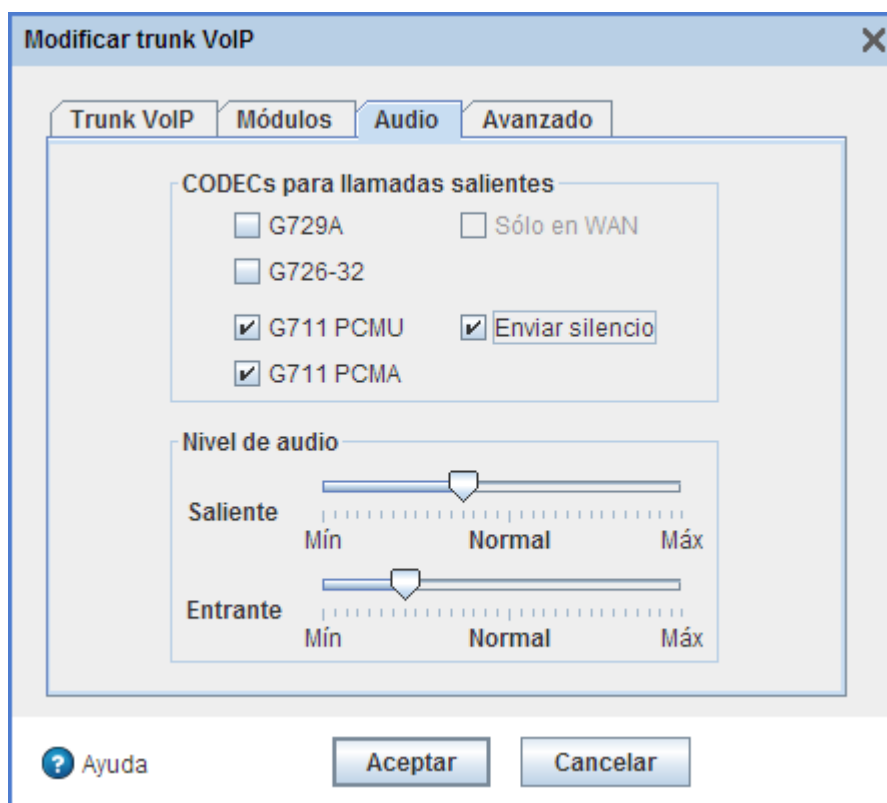 Modificar trunk VoIP
Trunk VoIP Módulos Audio Avanzado
CODECs para llamadas salientes
G729A Sólo en WAN
G726-32
G711 PCMU Enviar silencio
G711 PCMA
Nivel de audio
Saliente
Mín Normal Máx
Entrante
Mín Normal Máx
? Ayuda Aceptar Cancelar